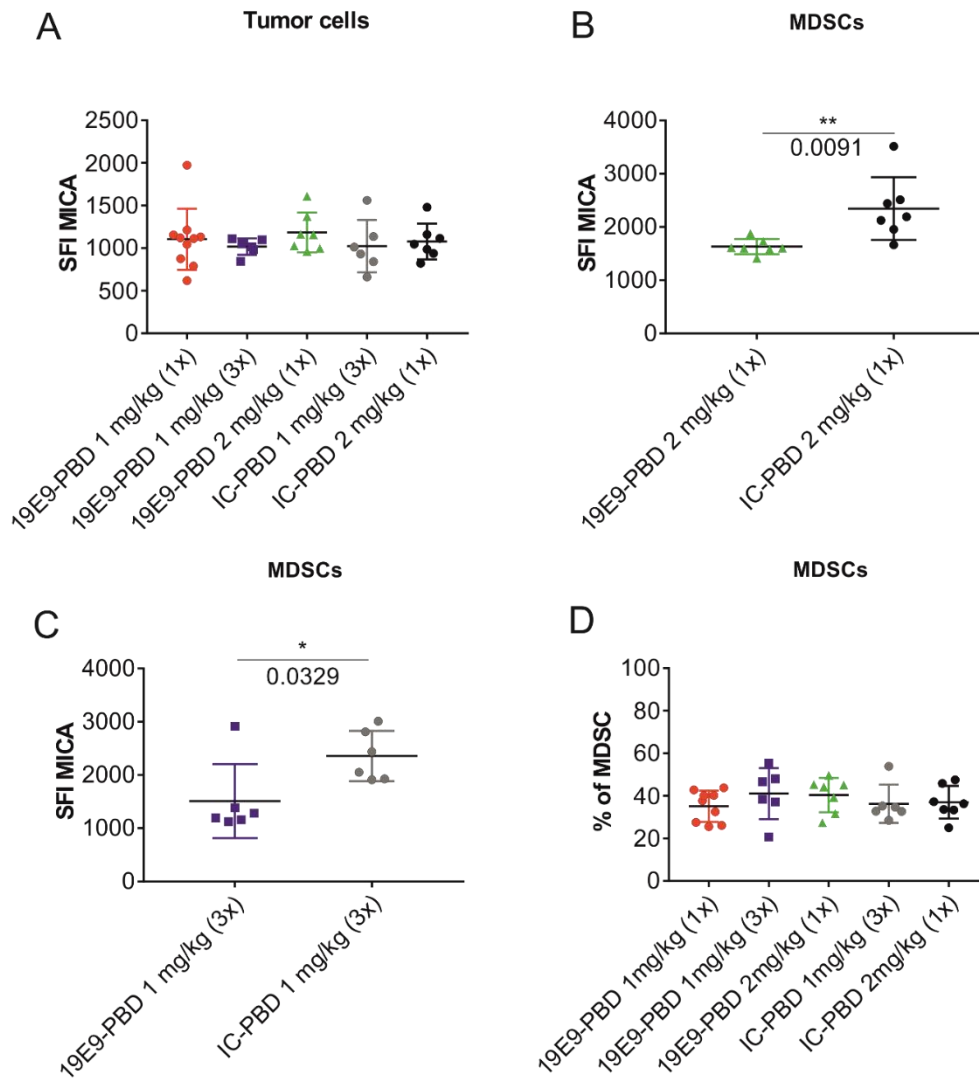 A
Tumor cells
SFI MICA
2500
2000
1500
1000
500
0
19E9-PBD 1 mg/kg (1x)
19E9-PBD 1 mg/kg (3x)
19E9-PBD 2 mg/kg (1x)
IC-PBD 1 mg/kg (3x)
IC-PBD 2 mg/kg (1x)
B
MDSCs
SFI MICA
4000
3000
2000
1000
0
**
0.0091
19E9-PBD 2 mg/kg (1x)
IC-PBD 2 mg/kg (1x)
C
MDSCs
SFI MICA
4000
3000
2000
1000
0
*
0.0329
19E9-PBD 1 mg/kg (3x)
IC-PBD 1 mg/kg (3x)
D
MDSCs
% of MDSC
100
80
60
40
20
0
19E9-PBD 1mg/kg (1x)
19E9-PBD 1mg/kg (3x)
19E9-PBD 2mg/kg (1x)
IC-PBD 1mg/kg (3x)
IC-PBD 2mg/kg (1x)